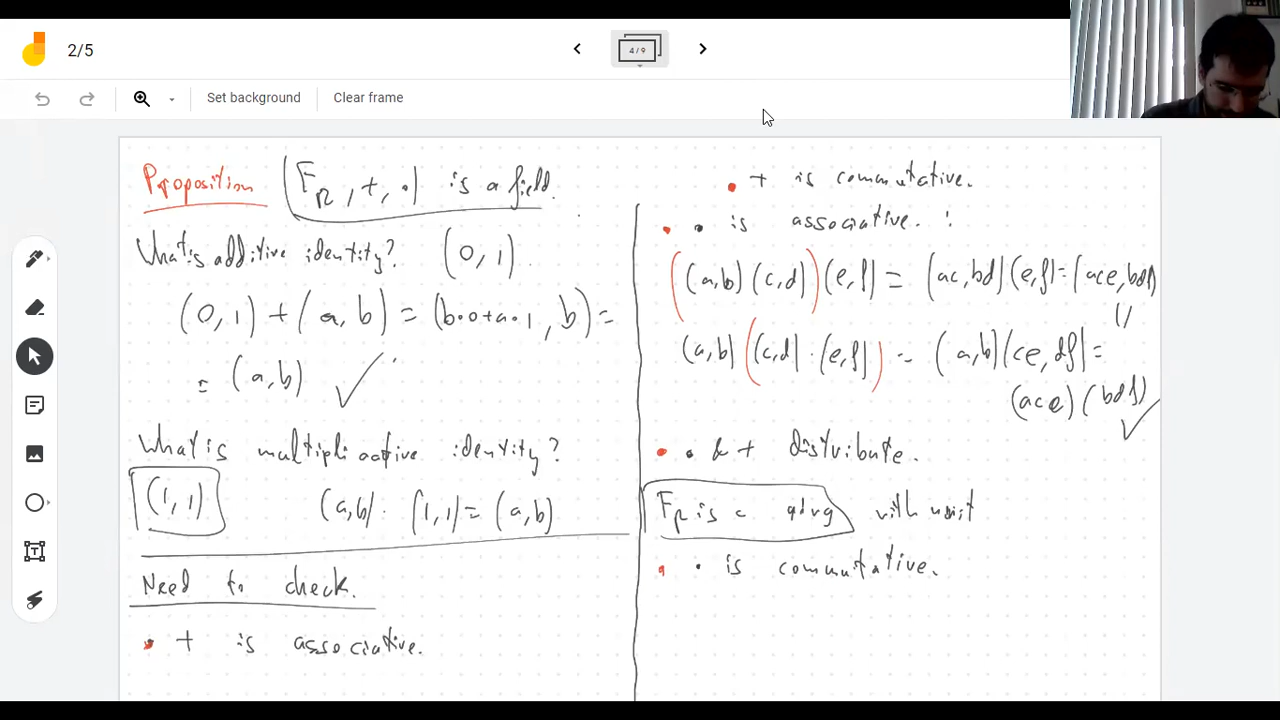 2/5
4/9
Set background
Clear frame
Proposition (F_R, +, ·) is a field.
What's additive identity? (0,1).
(0,1) + (a,b) = (b·0+a·1, b) =
= (a,b) ✓
What is multiplicative identity?
(1,1) (a,b)· (1,1) = (a,b)
Need to check.
• + is associative.
• + is commutative.
• · is associative. :
((a,b)(c,d))(e,f) = (ac,bd)(e,f) = (ace,bdf)
(a,b)((c,d)·(e,f)) = (a,b)(ce,df) =
(ace)(bdf) ✓
• · & + distribute.
F_R is a with
• · is commutative.